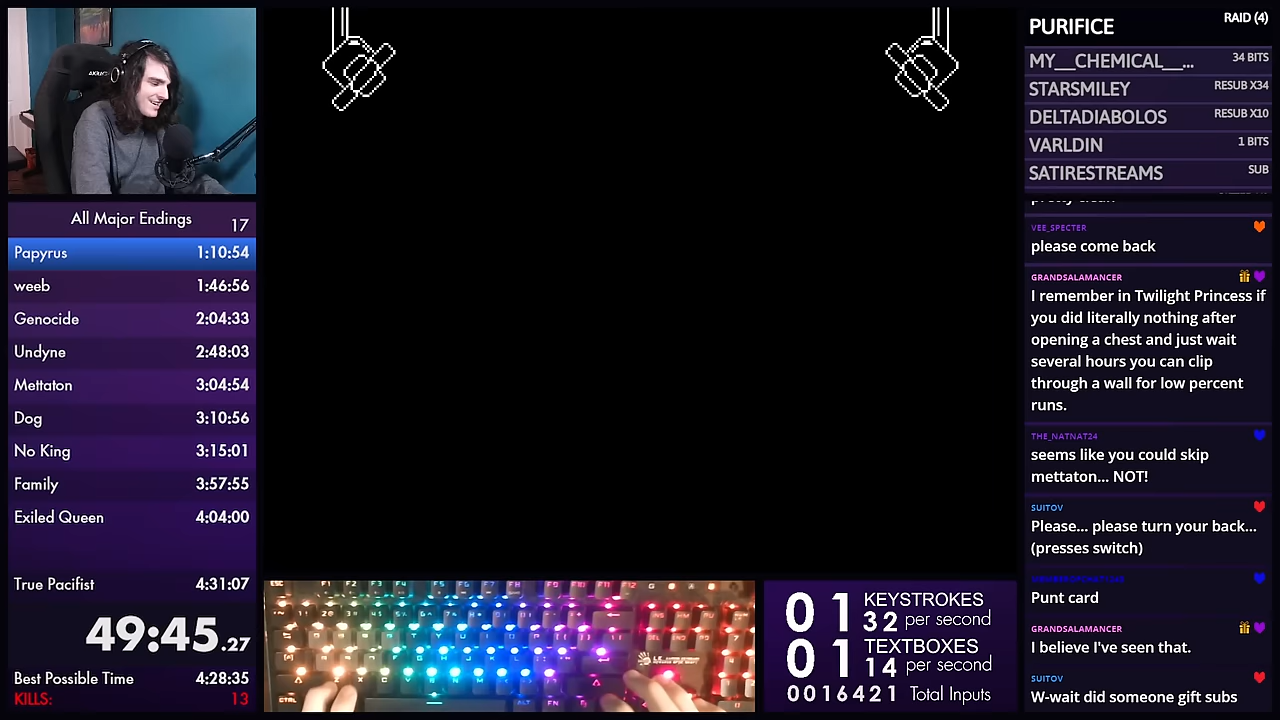 All Major Endings
17
Papyrus 1:10:54
weeb 1:46:56
Genocide 2:04:33
Undyne 2:48:03
Mettaton 3:04:54
Dog 3:10:56
No King 3:15:01
Family 3:57:55
Exiled Queen 4:04:00
True Pacifist 4:31:07
49:45.27
Best Possible Time 4:28:35
KILLS: 13
01 32 KEYSTROKES per second
01 14 TEXTBOXES per second
0016421 Total Inputs
PURIFICE RAID (4)
MY__CHEMICAL__... 34 BITS
STARSMILEY RESUB X34
DELTADIABOLOS RESUB X10
VARLDIN 1 BITS
SATIRESTREAMS SUB
VEE_SPECTER
please come back
GRANDSALAMANCER
I remember in Twilight Princess if
you did literally nothing after
opening a chest and just wait
several hours you can clip
through a wall for low percent
runs.
THE_NATNAT24
seems like you could skip
mettaton... NOT!
SUITOV
Please... please turn your back...
(presses switch)
Punt card
GRANDSALAMANCER
I believe I've seen that.
SUITOV
W-wait did someone gift subs